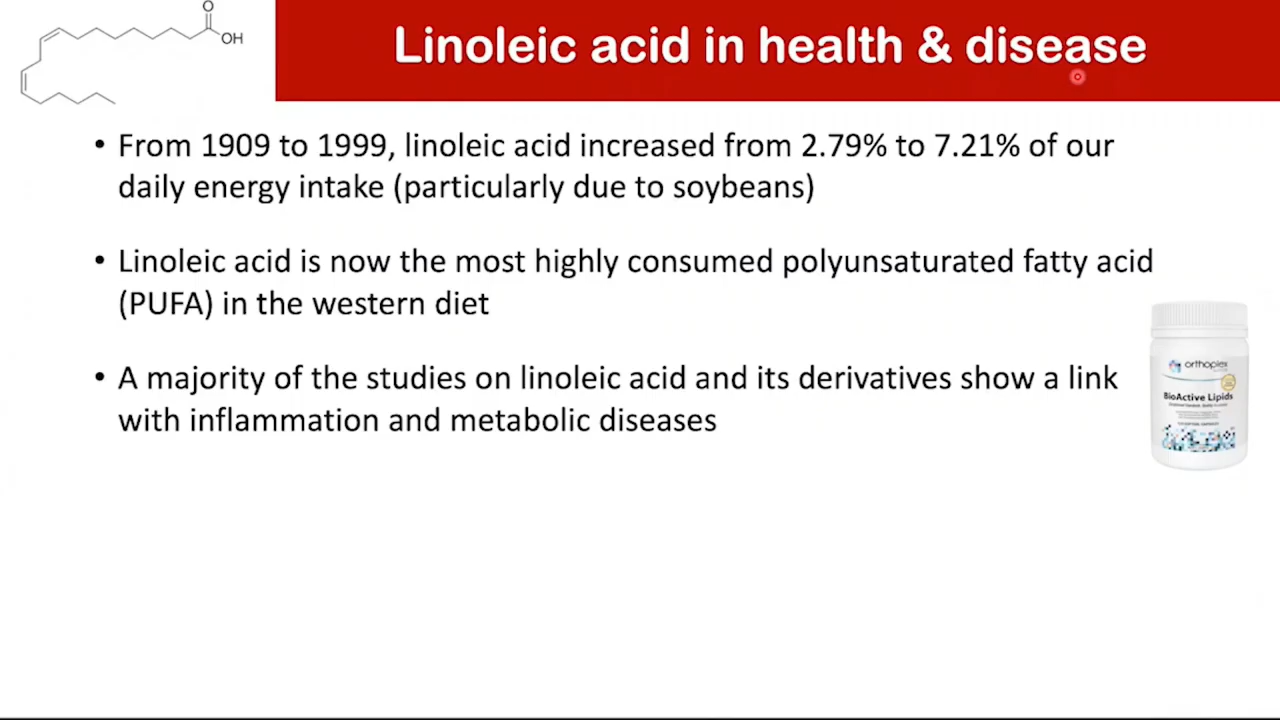 O
OH
Linoleic acid in health & disease
• From 1909 to 1999, linoleic acid increased from 2.79% to 7.21% of our
daily energy intake (particularly due to soybeans)
• Linoleic acid is now the most highly consumed polyunsaturated fatty acid
(PUFA) in the western diet
• A majority of the studies on linoleic acid and its derivatives show a link
with inflammation and metabolic diseases
orthoplex
BioActive Lipids